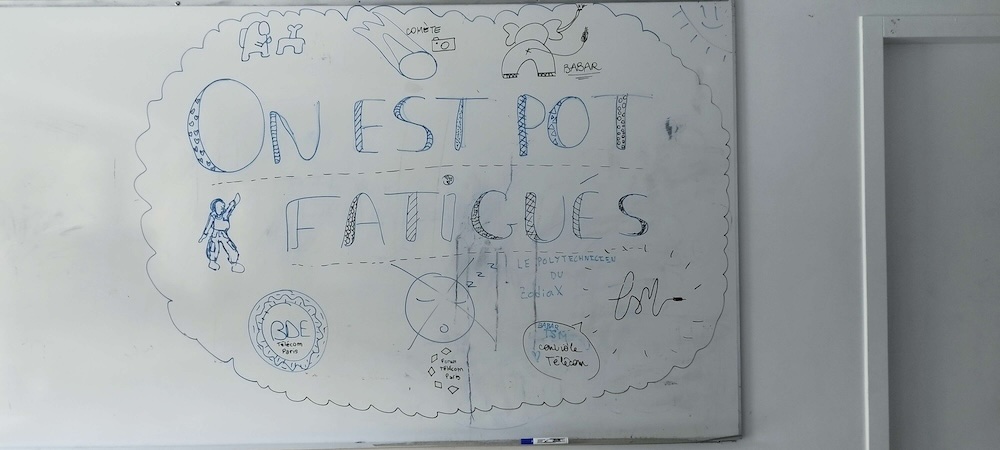 COMÈTE
BABAR
ON EST POT
FATIGUÉS
z z z
LE POLYTECHNICIEN
DU
ZodiaX
BDE
Télécom
Paris
Forum
Télécom
Paris
BABAR
contrôle
Télécom